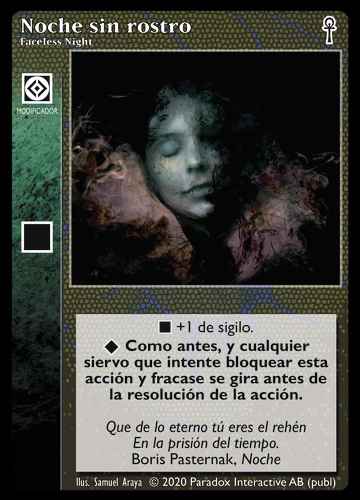 Noche sin rostro
Faceless Night
MODIFICADOR
+1 de sigilo.
Como antes, y cualquier
siervo que intente bloquear esta
acción y fracase se gira antes de
la resolución de la acción.
Que de lo eterno tú eres el rehén
En la prisión del tiempo.
Boris Pasternak, Noche
Ilus. Samuel Araya © 2020 Paradox Interactive AB (publ)